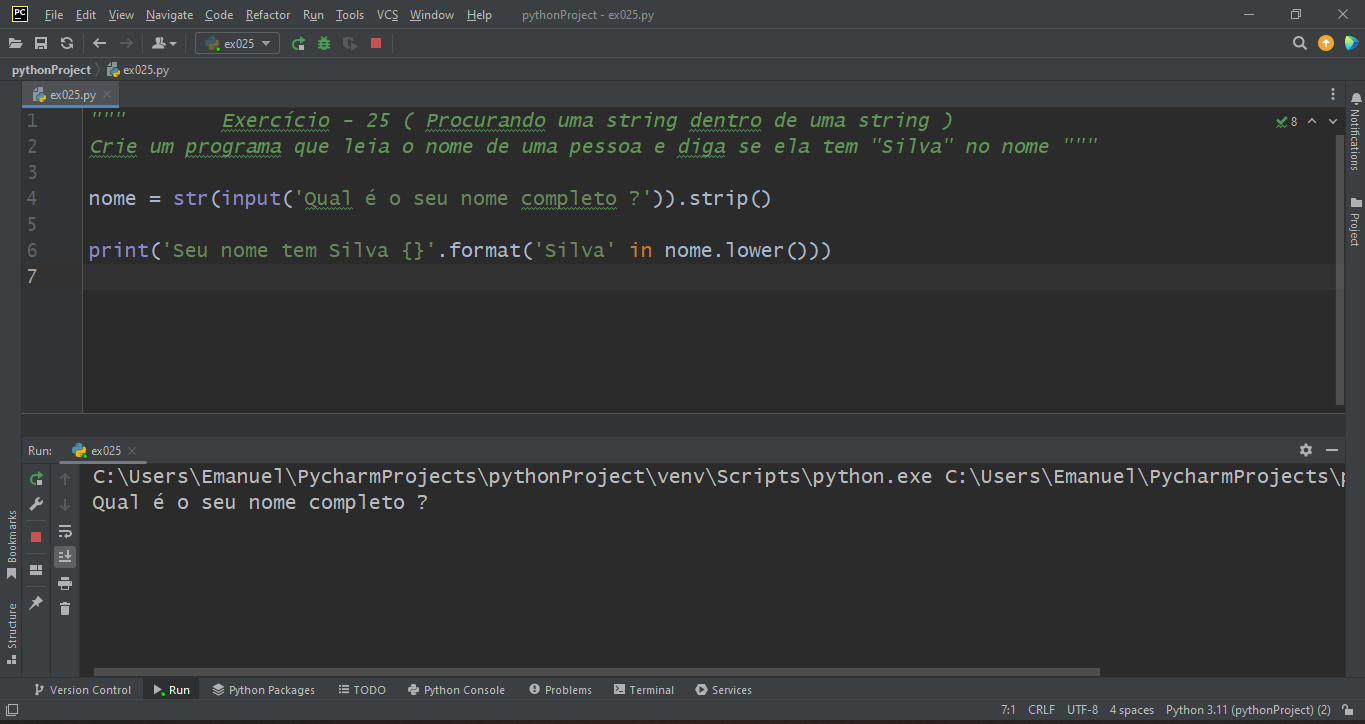 PC File Edit View Navigate Code Refactor Run Tools VCS Window Help pythonProject - ex025.py
ex025
pythonProject ex025.py
ex025.py
1 """ Exercício - 25 ( Procurando uma string dentro de uma string ) 8
2 Crie um programa que leia o nome de uma pessoa e diga se ela tem "Silva" no nome """
3
4 nome = str(input('Qual é o seu nome completo ?')).strip()
5
6 print('Seu nome tem Silva {}'.format('Silva' in nome.lower()))
7
Notifications
Project
Run: ex025
C:\Users\Emanuel\PycharmProjects\pythonProject\venv\Scripts\python.exe C:\Users\Emanuel\PycharmProjects\
Qual é o seu nome completo ?
Bookmarks
Structure
Version Control Run Python Packages TODO Python Console Problems Terminal Services
7:1 CRLF UTF-8 4 spaces Python 3.11 (pythonProject) (2)